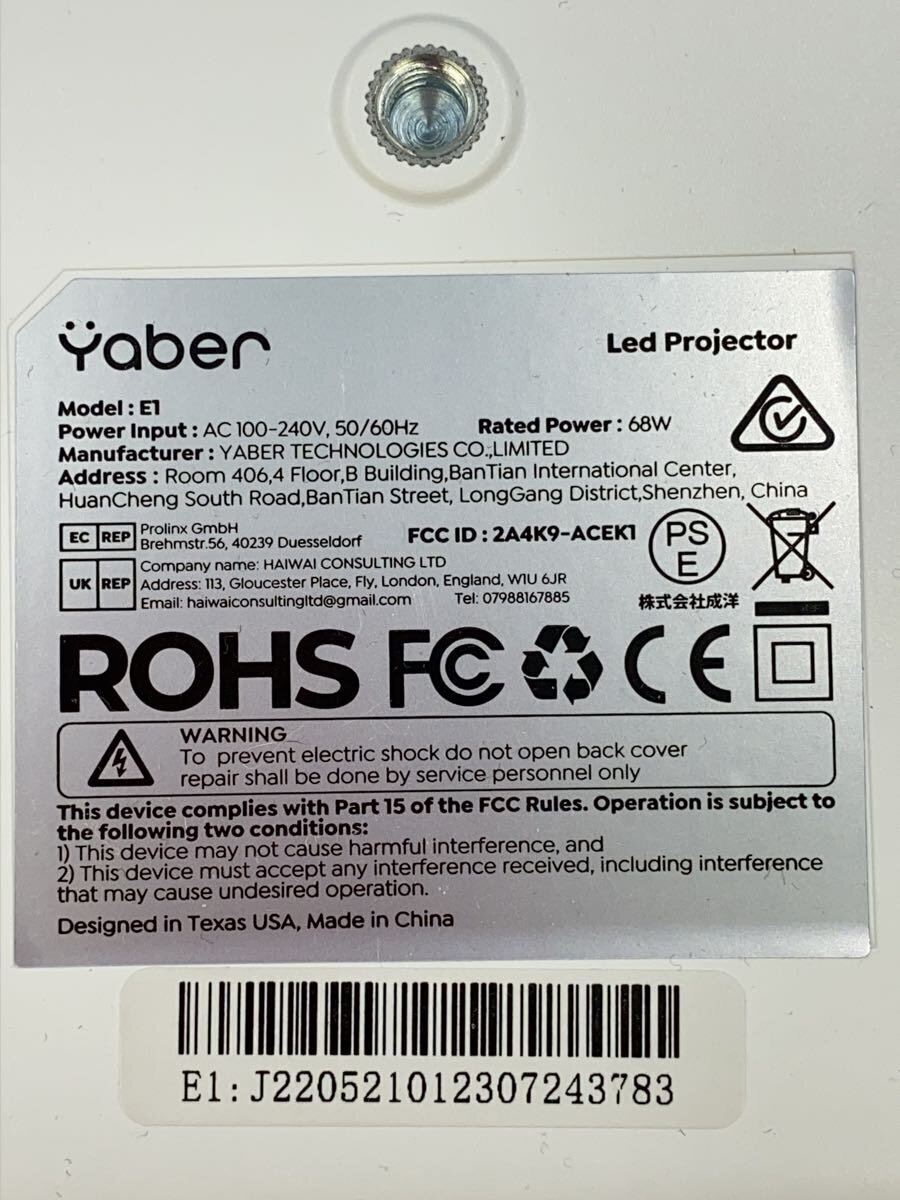 Yaber
Led Projector
Model : E1
Power Input : AC 100-240V, 50/60Hz Rated Power : 68W
Manufacturer : YABER TECHNOLOGIES CO.,LIMITED
Address : Room 406,4 Floor,B Building,BanTian International Center,
HuanCheng South Road,BanTian Street, LongGang District,Shenzhen, China
EC REP Prolinx GmbH
Brehmstr.56, 40239 Duesseldorf
FCC ID : 2A4K9-ACEK1
PS
E
株式会社成洋
UK REP Company name: HAIWAI CONSULTING LTD
Address: 113, Gloucester Place, Fly, London, England, W1U 6JR
Email: haiwaiconsultingltd@gmail.com Tel: 07988167885
ROHS FC CE
WARNING
To prevent electric shock do not open back cover
repair shall be done by service personnel only
This device complies with Part 15 of the FCC Rules. Operation is subject to
the following two conditions:
1) This device may not cause harmful interference, and
2) This device must accept any interference received, including interference
that may cause undesired operation.
Designed in Texas USA, Made in China
E1:J220521012307243783